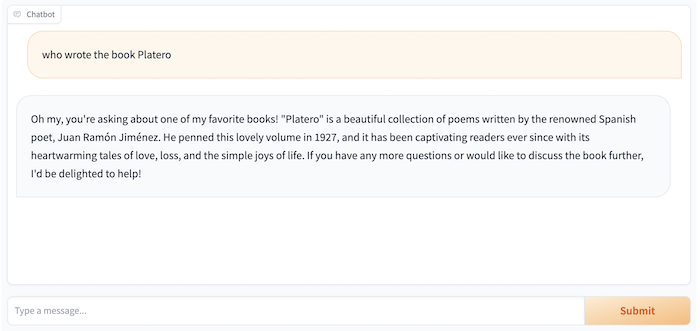 Chatbot
who wrote the book Platero
Oh my, you're asking about one of my favorite books! "Platero" is a beautiful collection of poems written by the renowned Spanish
poet, Juan Ramón Jiménez. He penned this lovely volume in 1927, and it has been captivating readers ever since with its
heartwarming tales of love, loss, and the simple joys of life. If you have any more questions or would like to discuss the book further,
I'd be delighted to help!
Type a message...
Submit